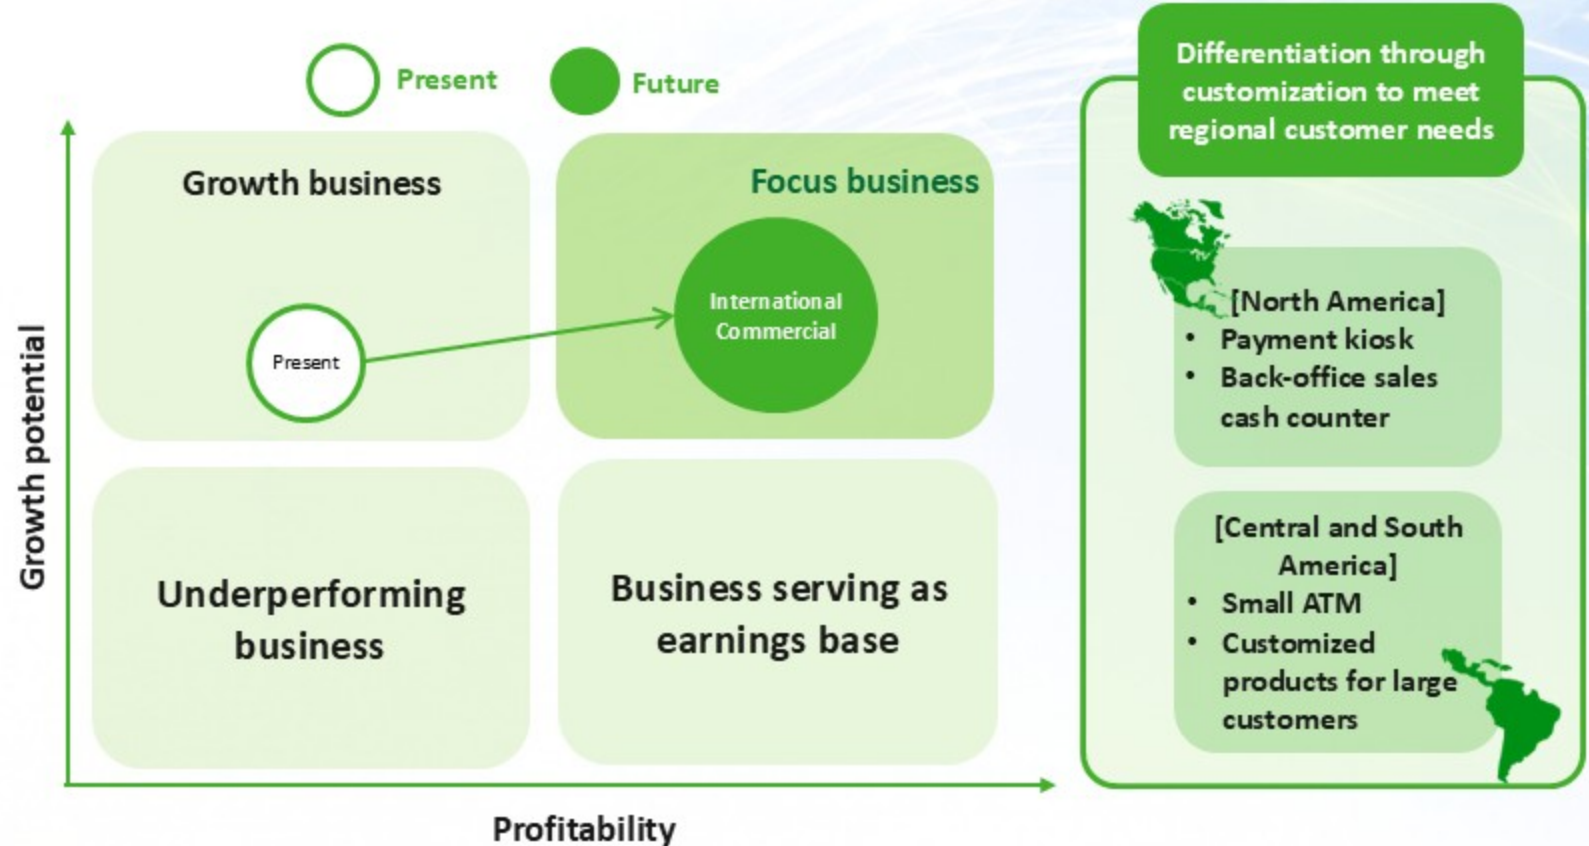 Present
Future
Growth business
Focus business
International
Commercial
Present
Underperforming
business
Business serving as
earnings base
Growth potential
Profitability
Differentiation through
customization to meet
regional customer needs
[North America]
• Payment kiosk
• Back-office sales
cash counter
[Central and South
America]
• Small ATM
• Customized
products for large
customers